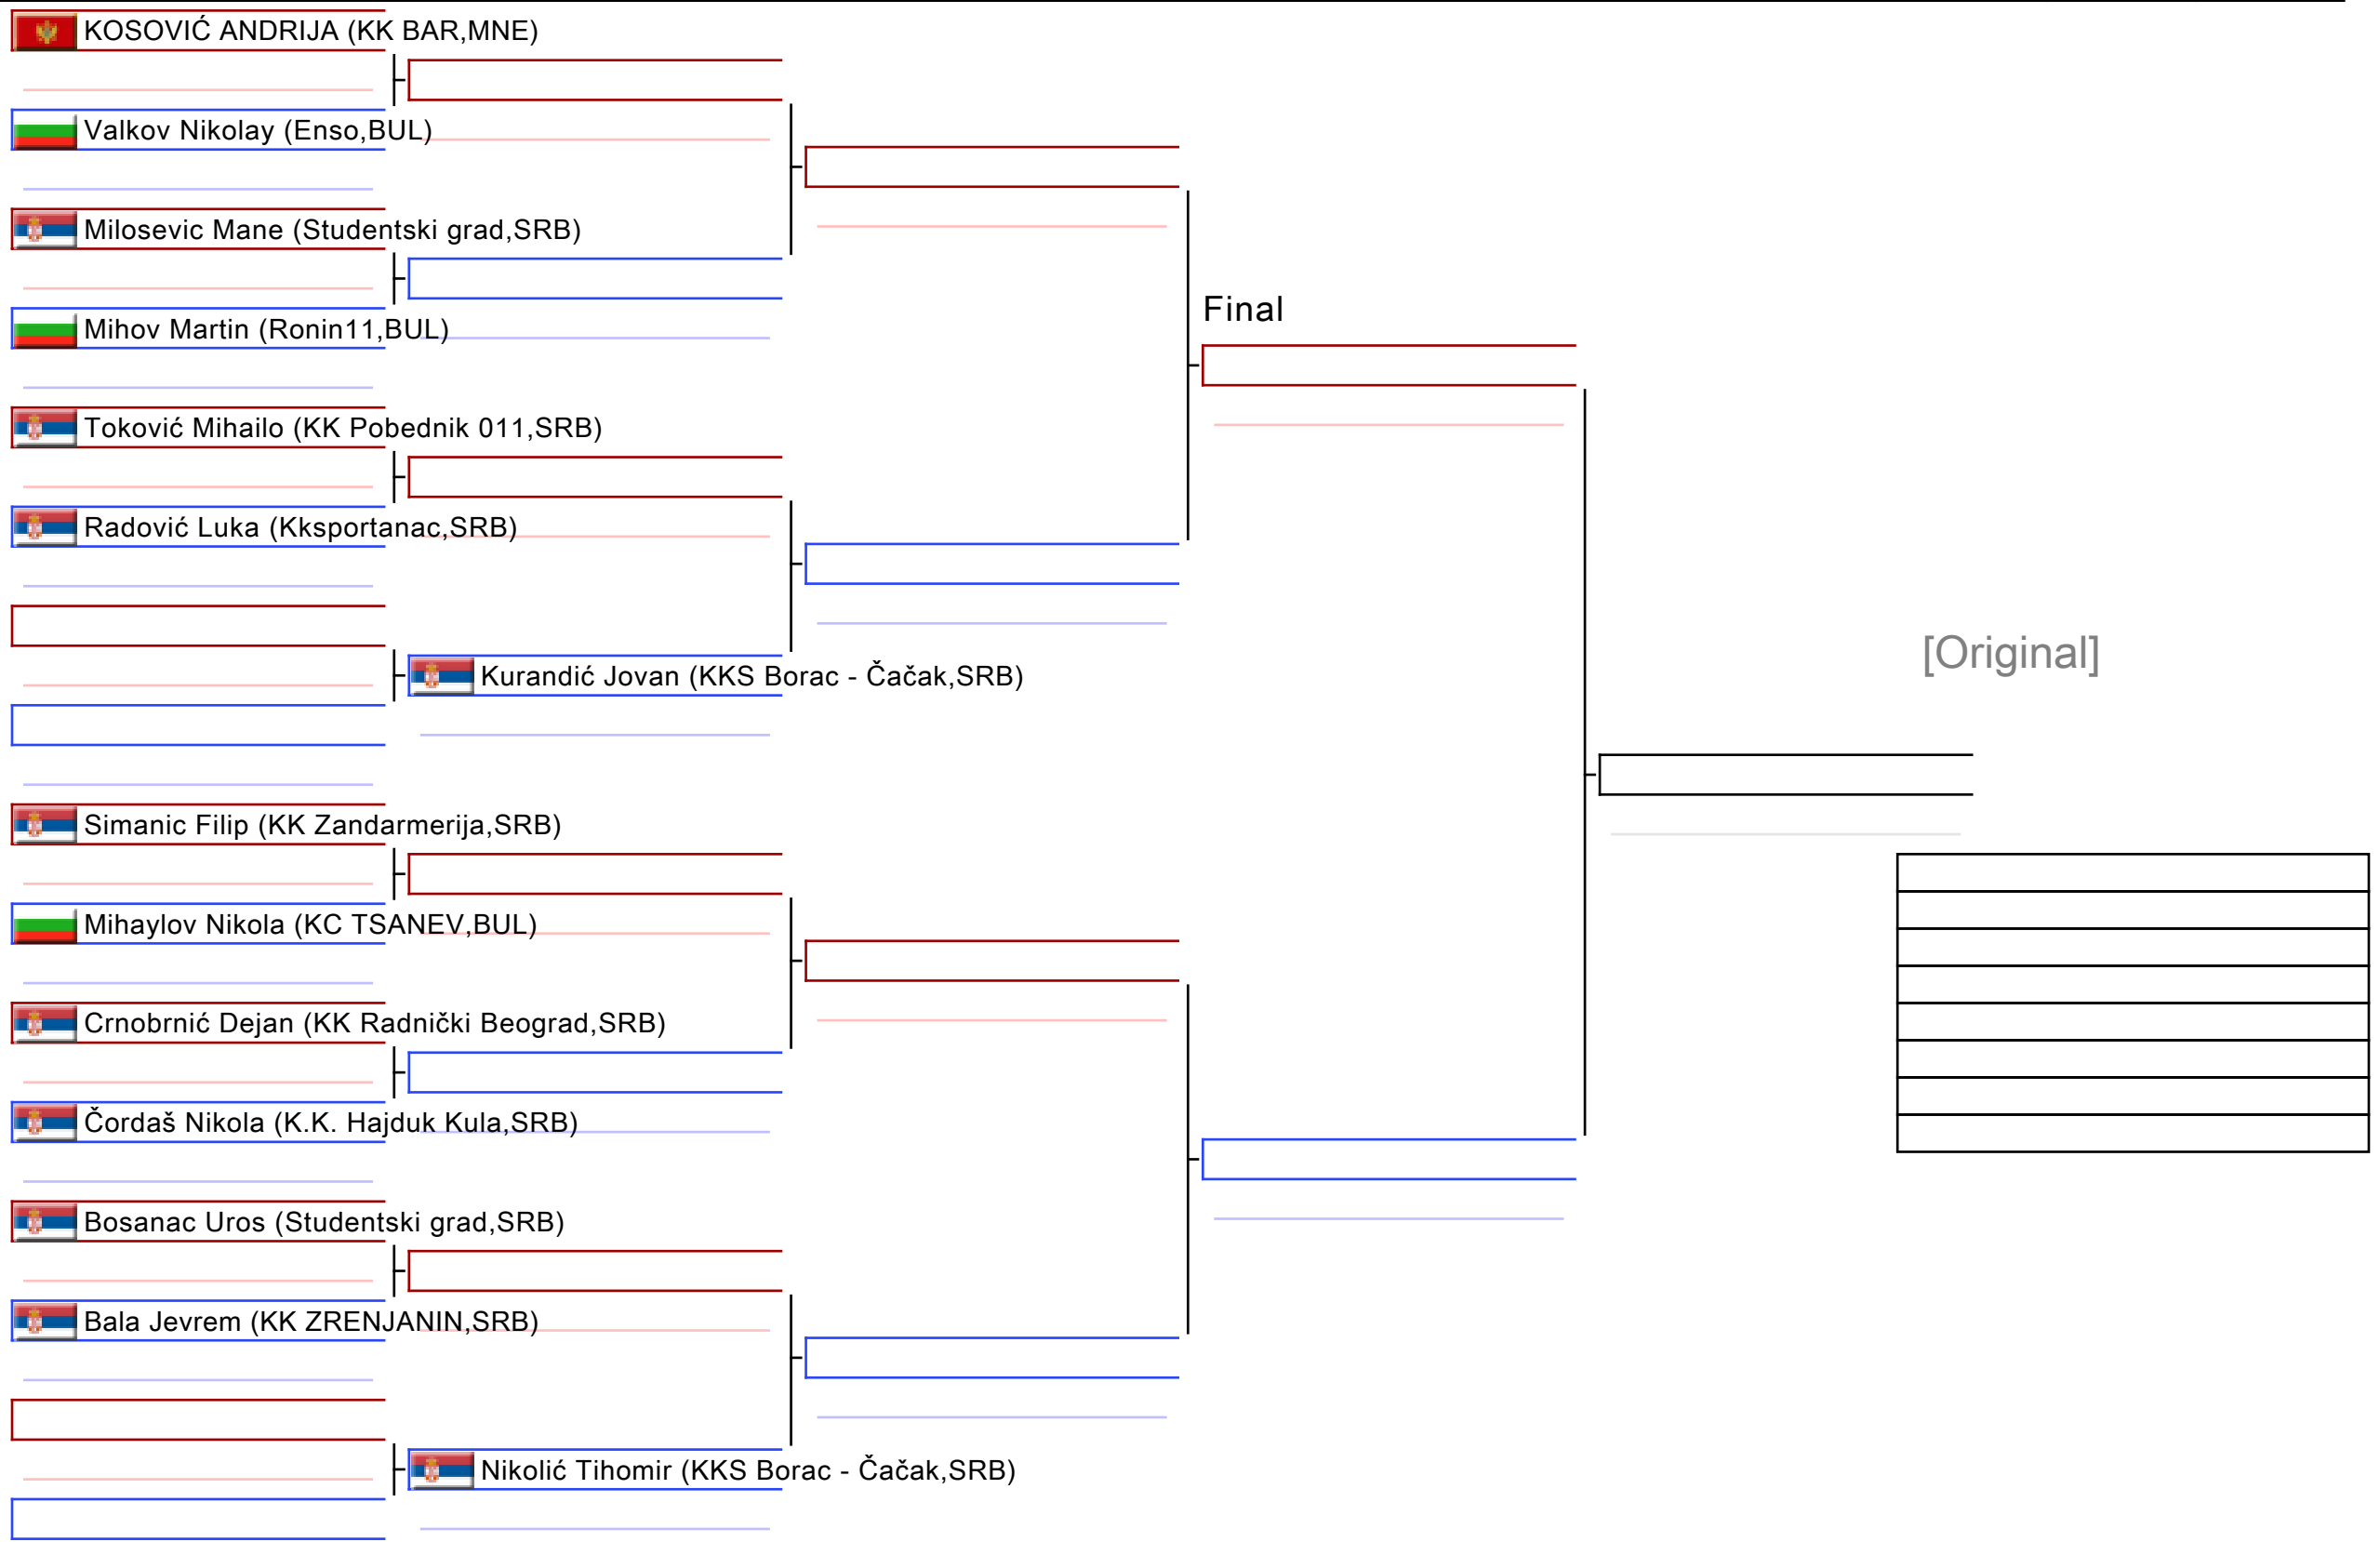 KOSOVIĆ ANDRIJA (KK BAR,MNE)
Valkov Nikolay (Enso,BUL)
Milosevic Mane (Studentski grad,SRB)
Final
Mihov Martin (Ronin11,BUL)
Toković Mihailo (KK Pobednik 011,SRB)
Radović Luka (Kksportanac,SRB)
[Original]
Kurandić Jovan (KKS Borac - Čačak,SRB)
Simanic Filip (KK Zandarmerija,SRB)
Mihaylov Nikola (KC TSANEV,BUL)
Crnobrnić Dejan (KK Radnički Beograd,SRB)
Čordaš Nikola (K.K. Hajduk Kula,SRB)
Bosanac Uros (Studentski grad,SRB)
Bala Jevrem (KK ZRENJANIN,SRB)
Nikolić Tihomir (KKS Borac - Čačak,SRB)